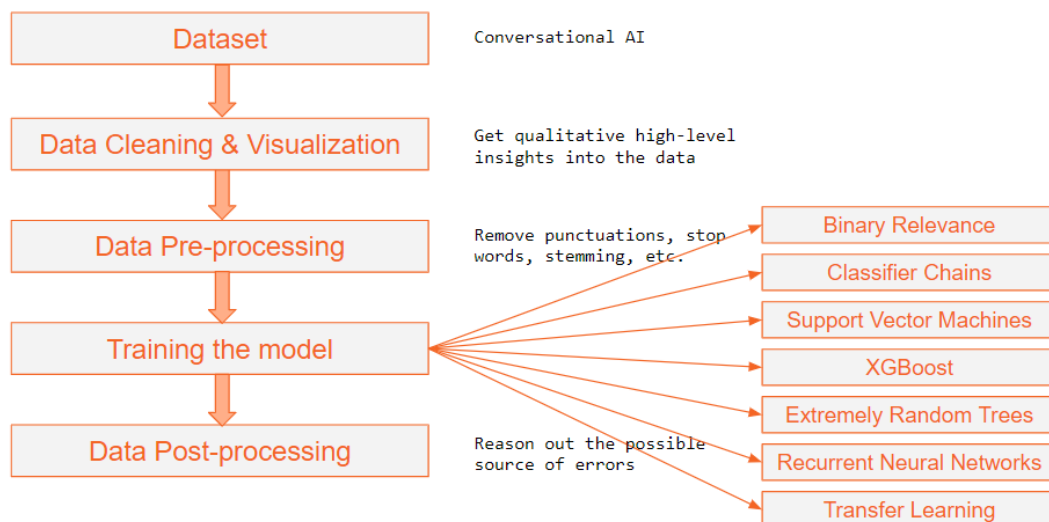 Dataset
Conversational AI
Data Cleaning & Visualization
Get qualitative high-level
insights into the data
Data Pre-processing
Remove punctuations, stop
words, stemming, etc.
Training the model
Binary Relevance
Classifier Chains
Support Vector Machines
XGBoost
Extremely Random Trees
Recurrent Neural Networks
Transfer Learning
Data Post-processing
Reason out the possible
source of errors